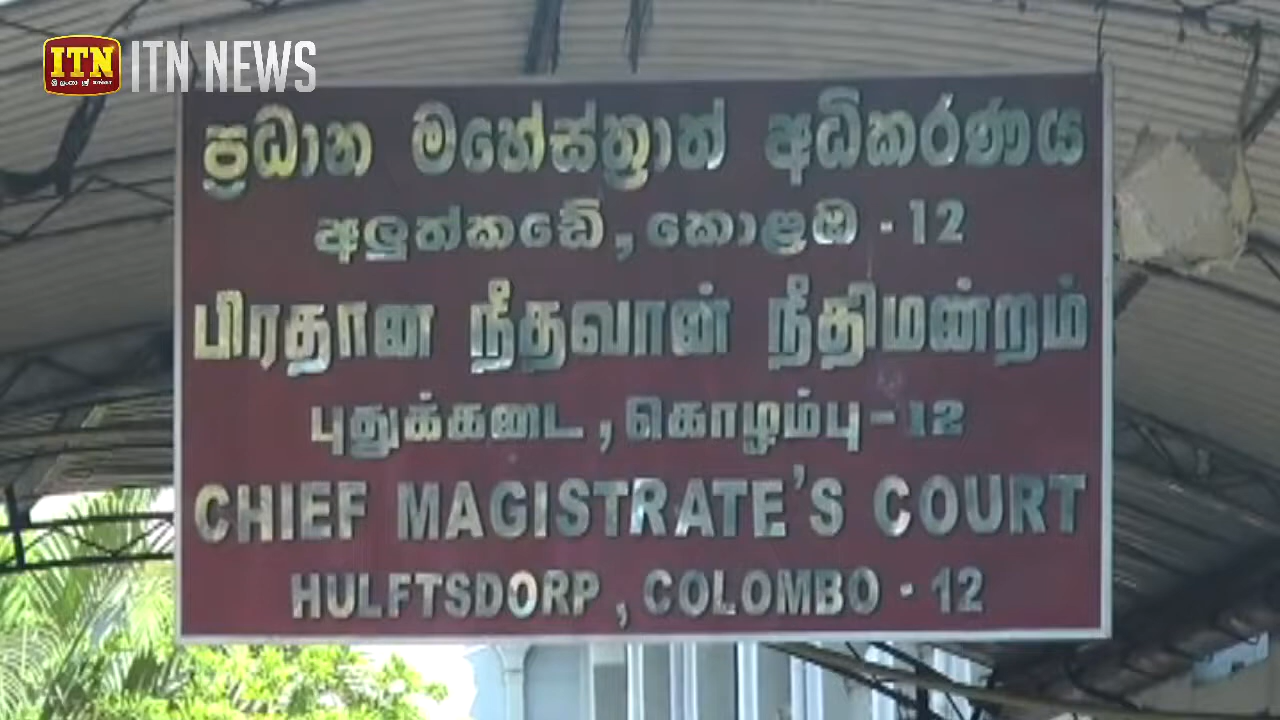 ITN ITN NEWS
ප්‍රධාන මහේස්ත්‍රාත් අධිකරණය
අලුත්කඩේ, කොළඹ - 12
பிரதான நீதவான் நீதிமன்றம்
புதுக்கடை, கொழும்பு - 12
CHIEF MAGISTRATE'S COURT
HULFTSDORP, COLOMBO - 12